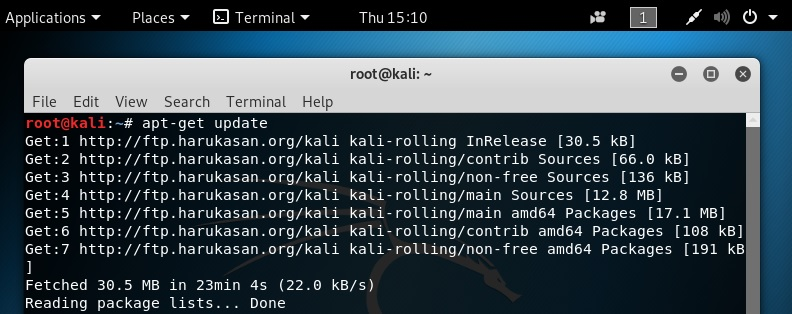 Applications Places Terminal Thu 15:10 1
root@kali: ~
File Edit View Search Terminal Help
root@kali:~# apt-get update
Get:1 http://ftp.harukasan.org/kali kali-rolling InRelease [30.5 kB]
Get:2 http://ftp.harukasan.org/kali kali-rolling/contrib Sources [66.0 kB]
Get:3 http://ftp.harukasan.org/kali kali-rolling/non-free Sources [136 kB]
Get:4 http://ftp.harukasan.org/kali kali-rolling/main Sources [12.8 MB]
Get:5 http://ftp.harukasan.org/kali kali-rolling/main amd64 Packages [17.1 MB]
Get:6 http://ftp.harukasan.org/kali kali-rolling/contrib amd64 Packages [108 kB]
Get:7 http://ftp.harukasan.org/kali kali-rolling/non-free amd64 Packages [191 kB
]
Fetched 30.5 MB in 23min 4s (22.0 kB/s)
Reading package lists... Done